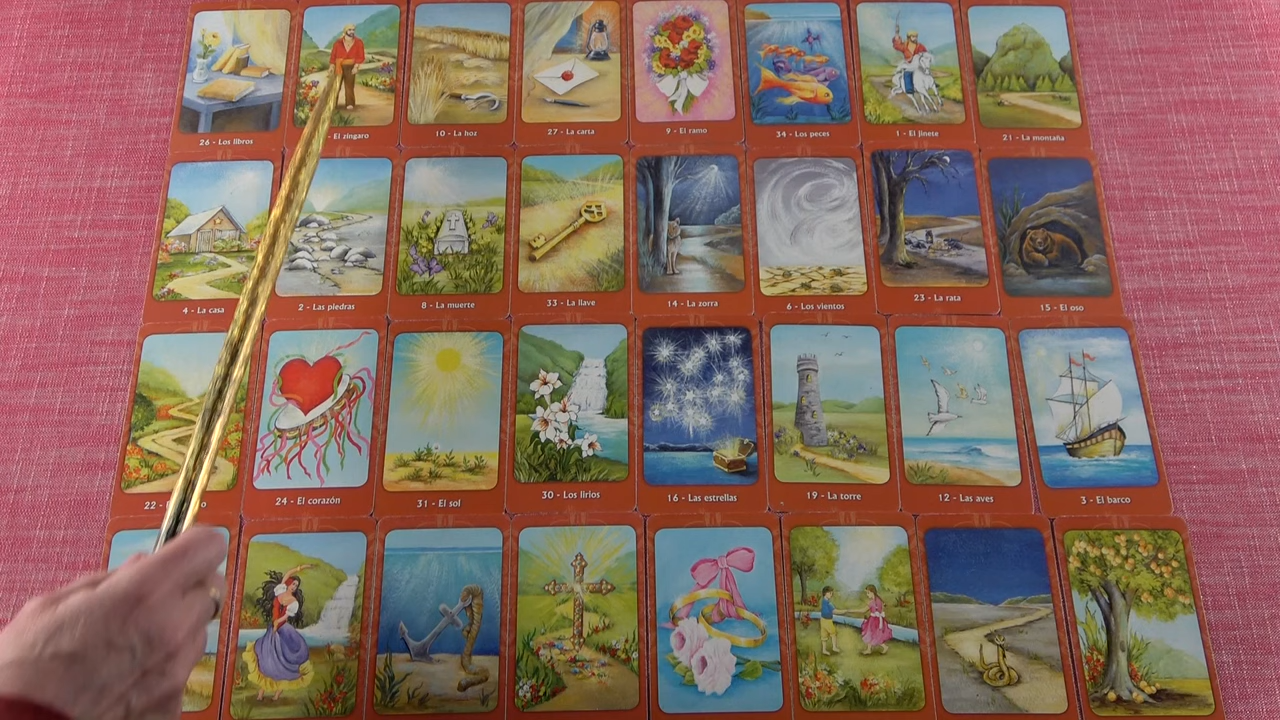 26 - Los libros
- El zíngaro
10 - La hoz
27 - La carta
9 - El ramo
34 - Los peces
1 - El jinete
21 - La montaña
4 - La casa
2 - Las piedras
8 - La muerte
33 - La llave
14 - La zorra
6 - Los vientos
23 - La rata
15 - El oso
22 -
24 - El corazón
31 - El sol
30 - Los lirios
16 - Las estrellas
19 - La torre
12 - Las aves
3 - El barco